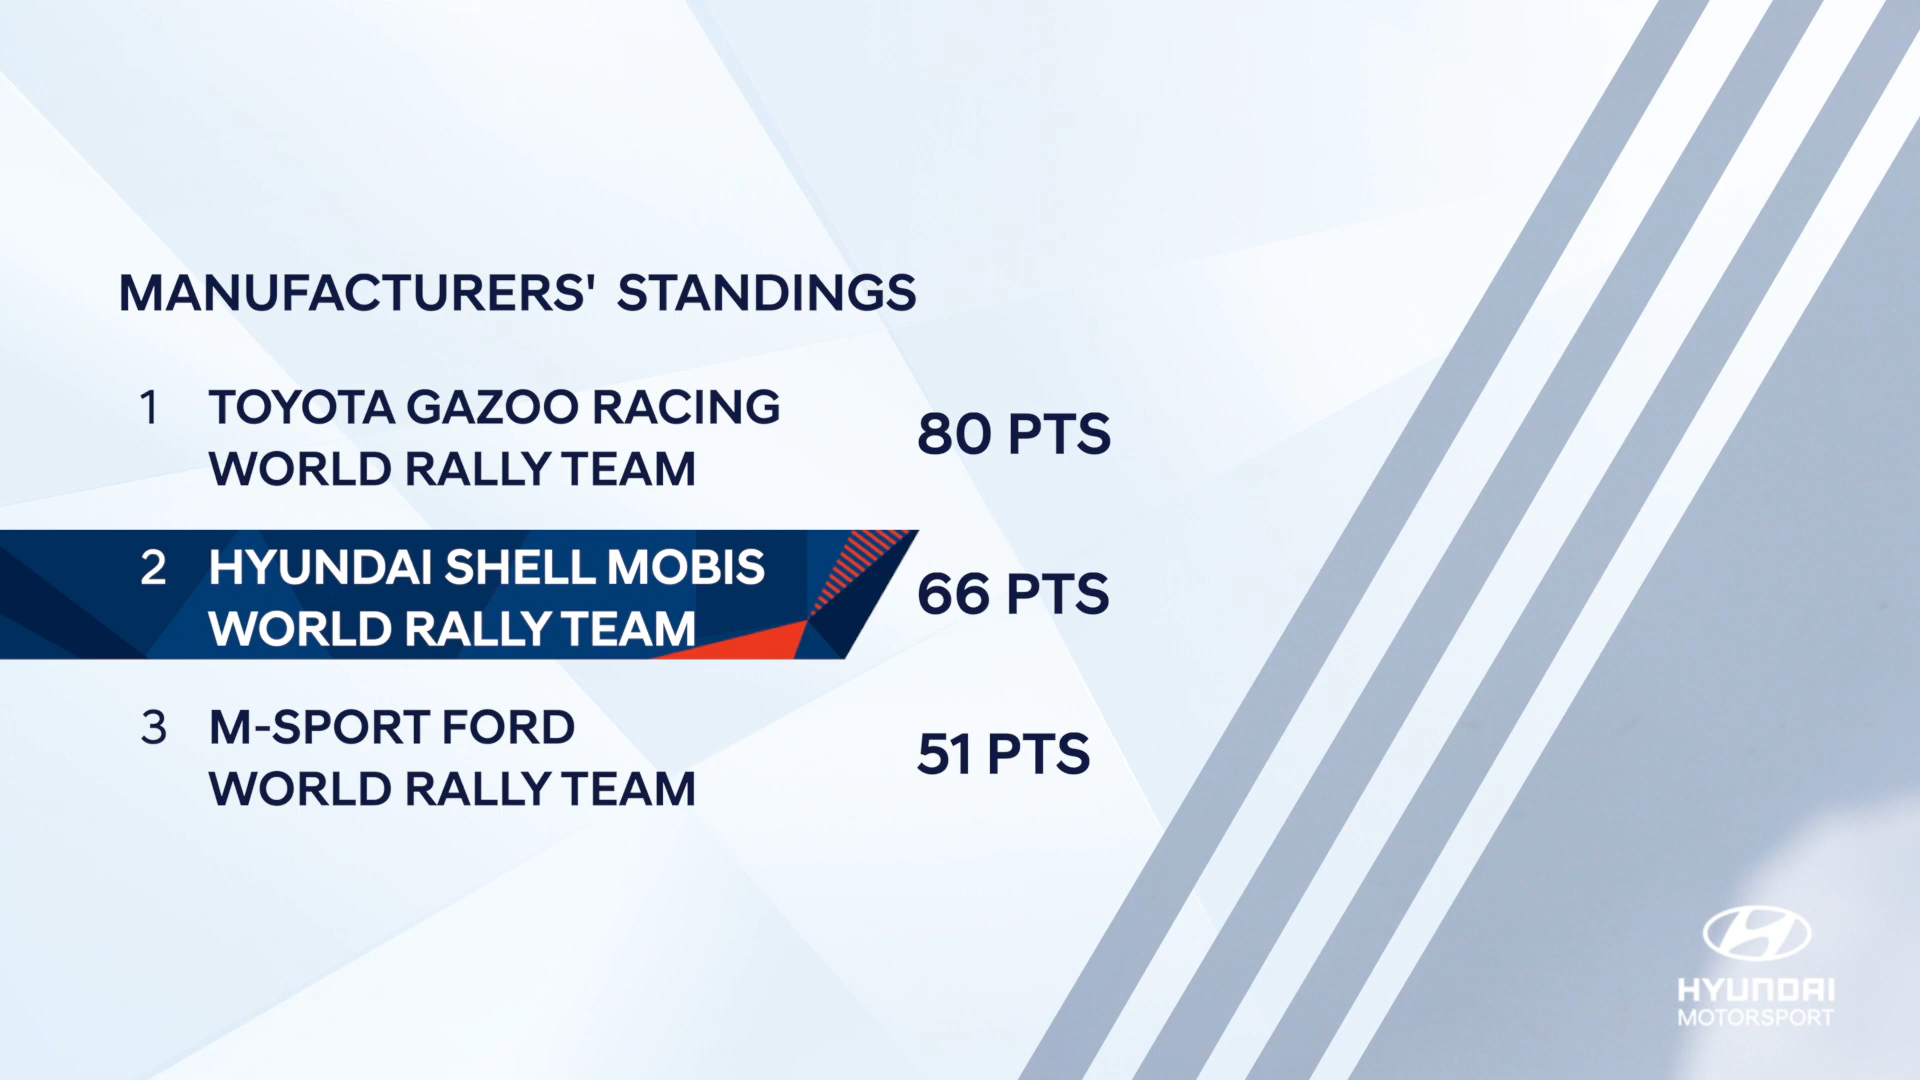 MANUFACTURERS' STANDINGS
1 TOYOTA GAZOO RACING
WORLD RALLY TEAM
80 PTS
2 HYUNDAI SHELL MOBIS
WORLD RALLY TEAM
66 PTS
3 M-SPORT FORD
WORLD RALLY TEAM
51 PTS
HYUNDAI
MOTORSPORT